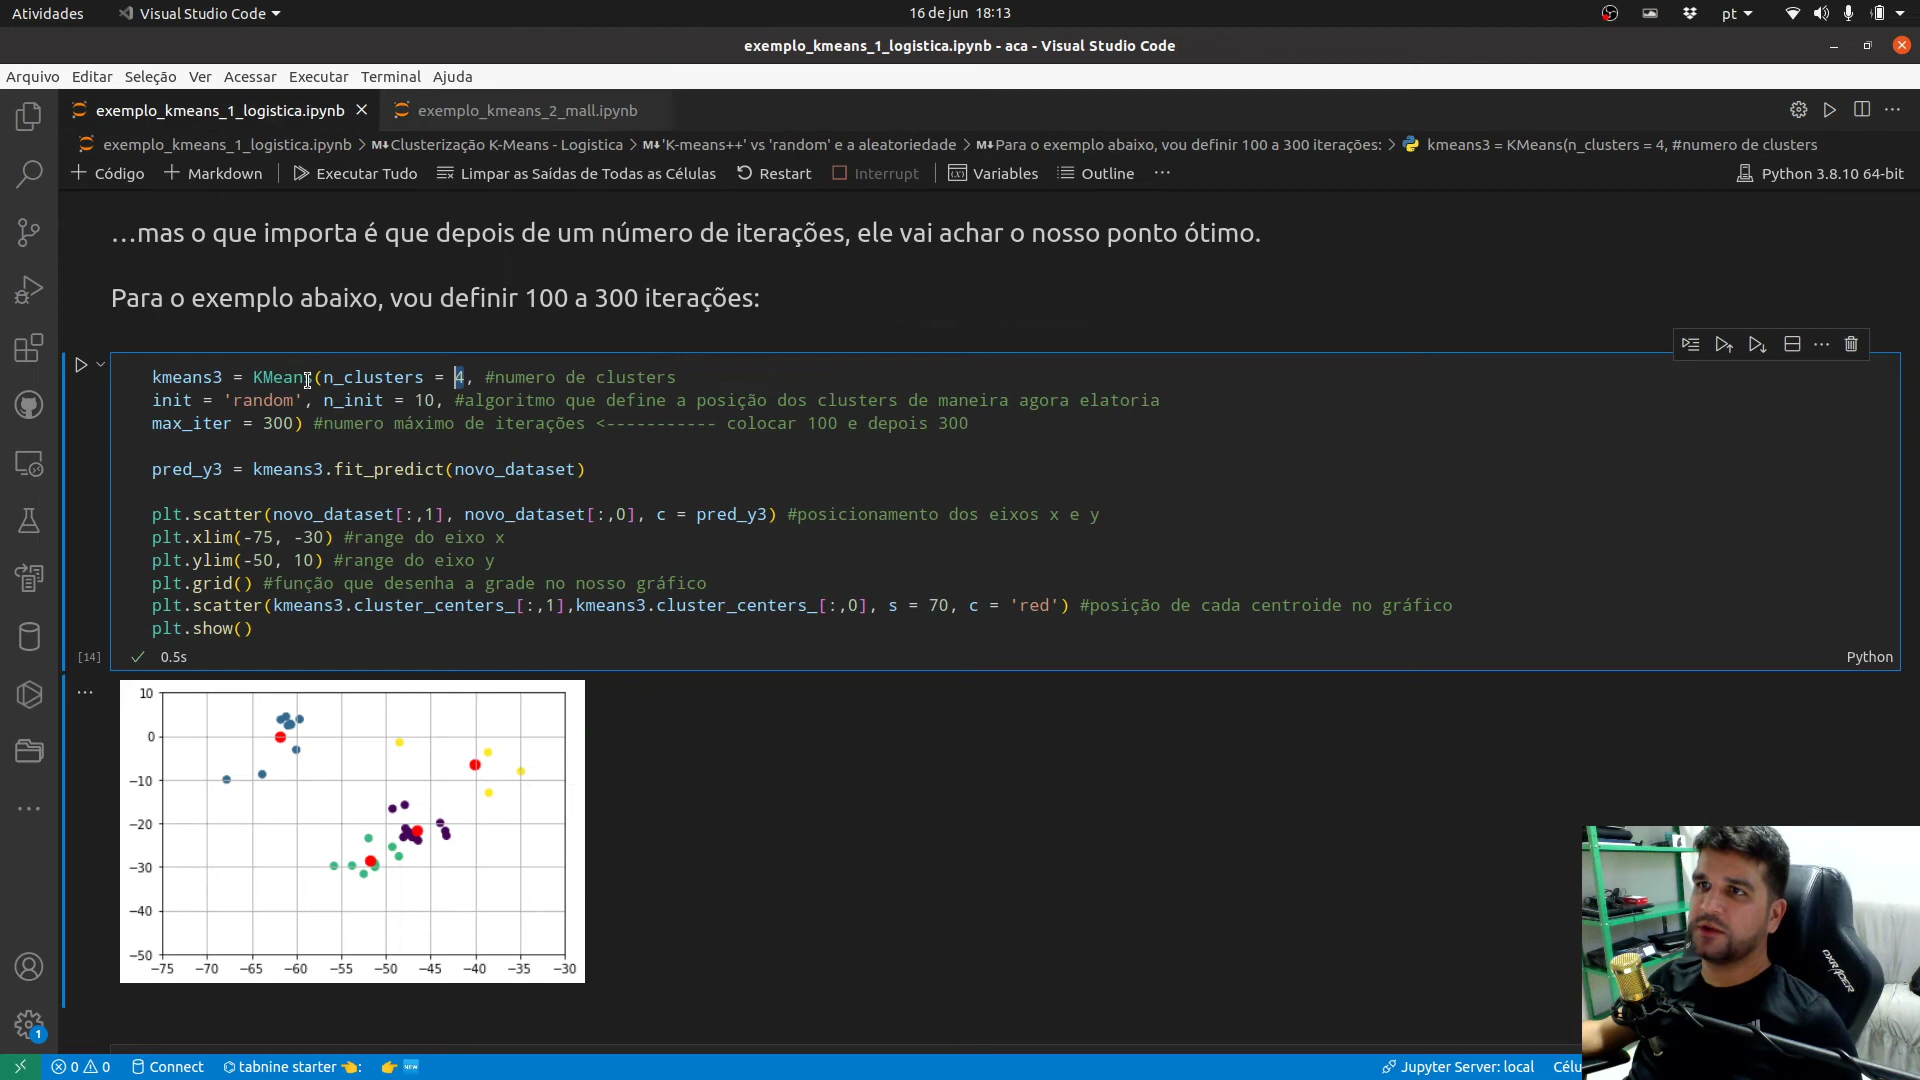 Atividades Visual Studio Code 16 de jun 18:13 pt
exemplo_kmeans_1_logistica.ipynb - aca - Visual Studio Code
Arquivo Editar Seleção Ver Acessar Executar Terminal Ajuda
exemplo_kmeans_1_logistica.ipynb exemplo_kmeans_2_mall.ipynb
exemplo_kmeans_1_logistica.ipynb > M↓Clusterização K-Means - Logistica > M↓'K-means++' vs 'random' e a aleatoriedade > M↓Para o exemplo abaixo, vou definir 100 a 300 iterações: > kmeans3 = KMeans(n_clusters = 4, #numero de clusters
+ Código + Markdown Executar Tudo Limpar as Saídas de Todas as Células Restart Interrupt Variables Outline ... Python 3.8.10 64-bit
...mas o que importa é que depois de um número de iterações, ele vai achar o nosso ponto ótimo.
Para o exemplo abaixo, vou definir 100 a 300 iterações:
kmeans3 = KMeans(n_clusters = 4, #numero de clusters
init = 'random', n_init = 10, #algoritmo que define a posição dos clusters de maneira agora elatoria
max_iter = 300) #numero máximo de iterações <----------- colocar 100 e depois 300
pred_y3 = kmeans3.fit_predict(novo_dataset)
plt.scatter(novo_dataset[:,1], novo_dataset[:,0], c = pred_y3) #posicionamento dos eixos x e y
plt.xlim(-75, -30) #range do eixo x
plt.ylim(-50, 10) #range do eixo y
plt.grid() #função que desenha a grade no nosso gráfico
plt.scatter(kmeans3.cluster_centers_[:,1],kmeans3.cluster_centers_[:,0], s = 70, c = 'red') #posição de cada centroide no gráfico
plt.show()
[14] 0.5s Python
10
0
−10
−20
−30
−40
−50
−75 −70 −65 −60 −55 −50 −45 −40 −35 −30
DXRACER
1
0 0 Connect tabnine starter NEW Jupyter Server: local Célu